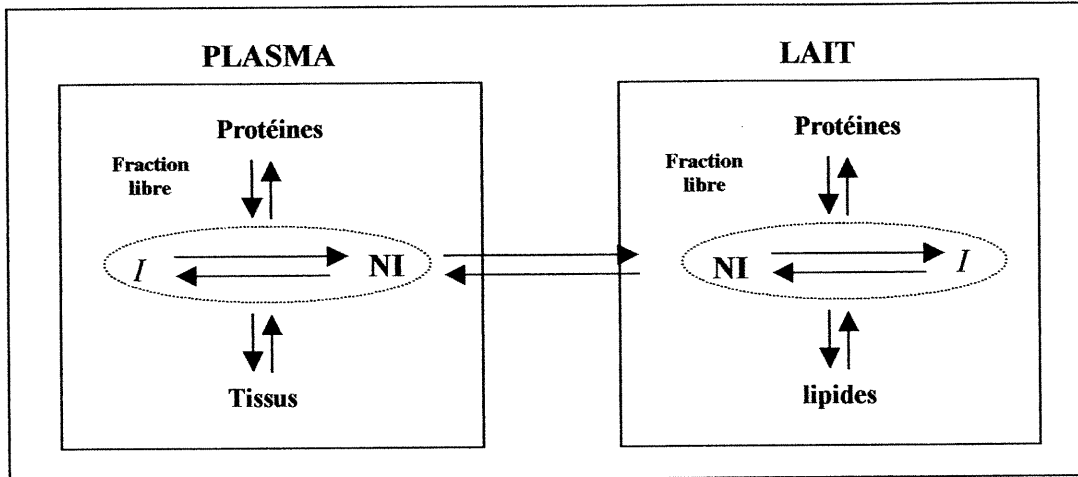 PLASMA
Protéines
Fraction
libre
I
NI
Tissus
LAIT
Protéines
Fraction
libre
NI
I
lipides